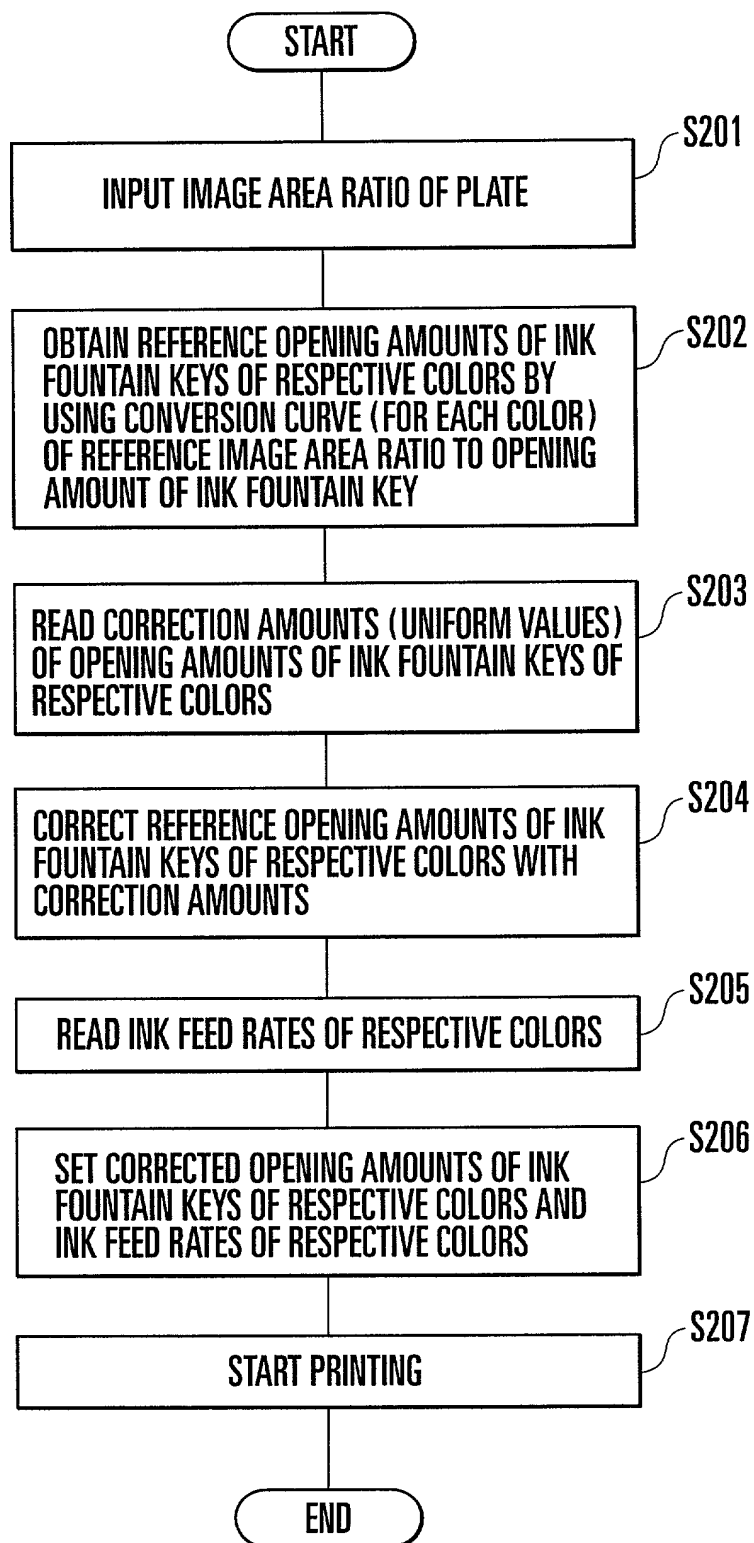 START
S201
INPUT IMAGE AREA RATIO OF PLATE
S202
OBTAIN REFERENCE OPENING AMOUNTS OF INK
FOUNTAIN KEYS OF RESPECTIVE COLORS BY
USING CONVERSION CURVE (FOR EACH COLOR)
OF REFERENCE IMAGE AREA RATIO TO OPENING
AMOUNT OF INK FOUNTAIN KEY
S203
READ CORRECTION AMOUNTS (UNIFORM VALUES)
OF OPENING AMOUNTS OF INK FOUNTAIN KEYS OF
RESPECTIVE COLORS
S204
CORRECT REFERENCE OPENING AMOUNTS OF INK
FOUNTAIN KEYS OF RESPECTIVE COLORS WITH
CORRECTION AMOUNTS
S205
READ INK FEED RATES OF RESPECTIVE COLORS
S206
SET CORRECTED OPENING AMOUNTS OF INK
FOUNTAIN KEYS OF RESPECTIVE COLORS AND
INK FEED RATES OF RESPECTIVE COLORS
S207
START PRINTING
END